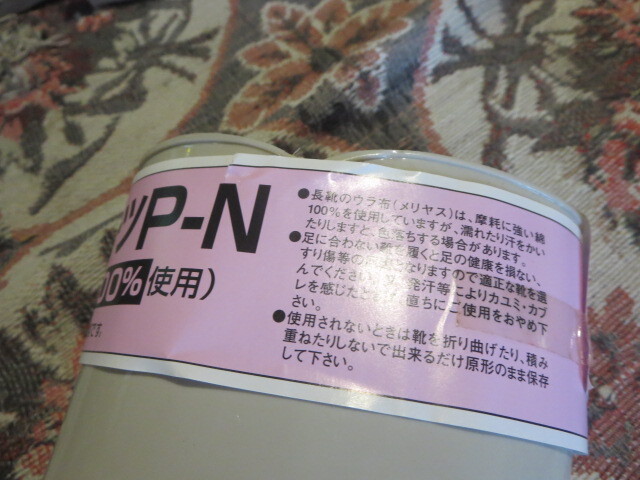 ツP-N
00%使用)
です。
●長靴のウラ布(メリヤス)は、摩耗に強い綿
100%を使用していますが、濡れたり汗をかい
たりしますと、色落ちする場合があります。
●足に合わない靴を履くと足の健康を損ない、
すり傷等の になりますので適正な靴を選
んでください 発汗等によりカユミ・カブ
レを感じたと 直ちにご使用をおやめ下
さい。
●使用されないときは靴を折り曲げたり、積み
重ねたりしないで出来るだけ原形のまま保存
して下さい。